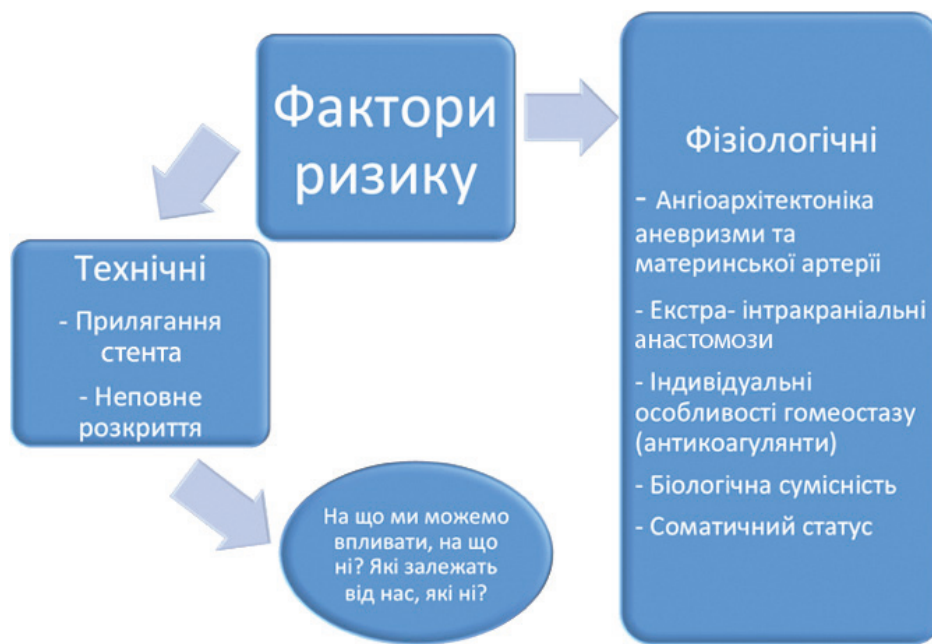 Фактори
ризику
Технічні
- Прилягання
стента
- Неповне
розкриття
На що ми можемо
впливати, на що
ні? Які залежать
від нас, які ні?
Фізіологічні
- Ангіоархітектоніка
аневризми та
материнської артерії
- Екстра- інтракраніальні
анастомози
- Індивідуальні
особливості гомеостазу
(антикоагулянти)
- Біологічна сумісність
- Соматичний статус